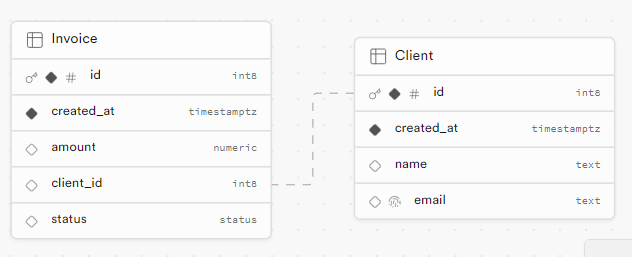 Invoice
id int8
created_at timestamptz
amount numeric
client_id int8
status status
Client
id int8
created_at timestamptz
name text
email text